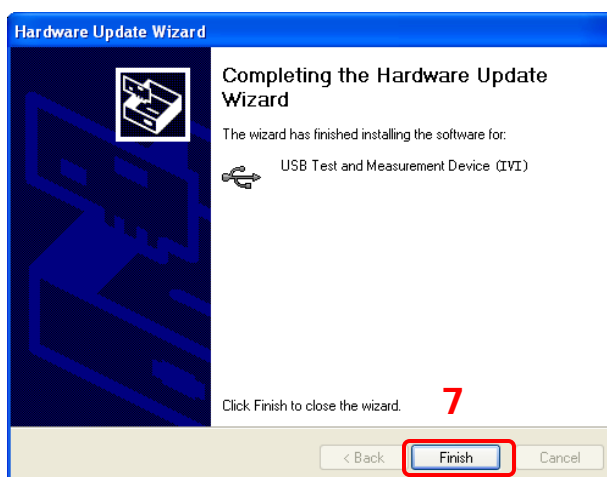 Hardware Update Wizard
Completing the Hardware Update
Wizard
The wizard has finished installing the software for:
USB Test and Measurement Device (IVI)
Click Finish to close the wizard.
7
< Back
Finish
Cancel